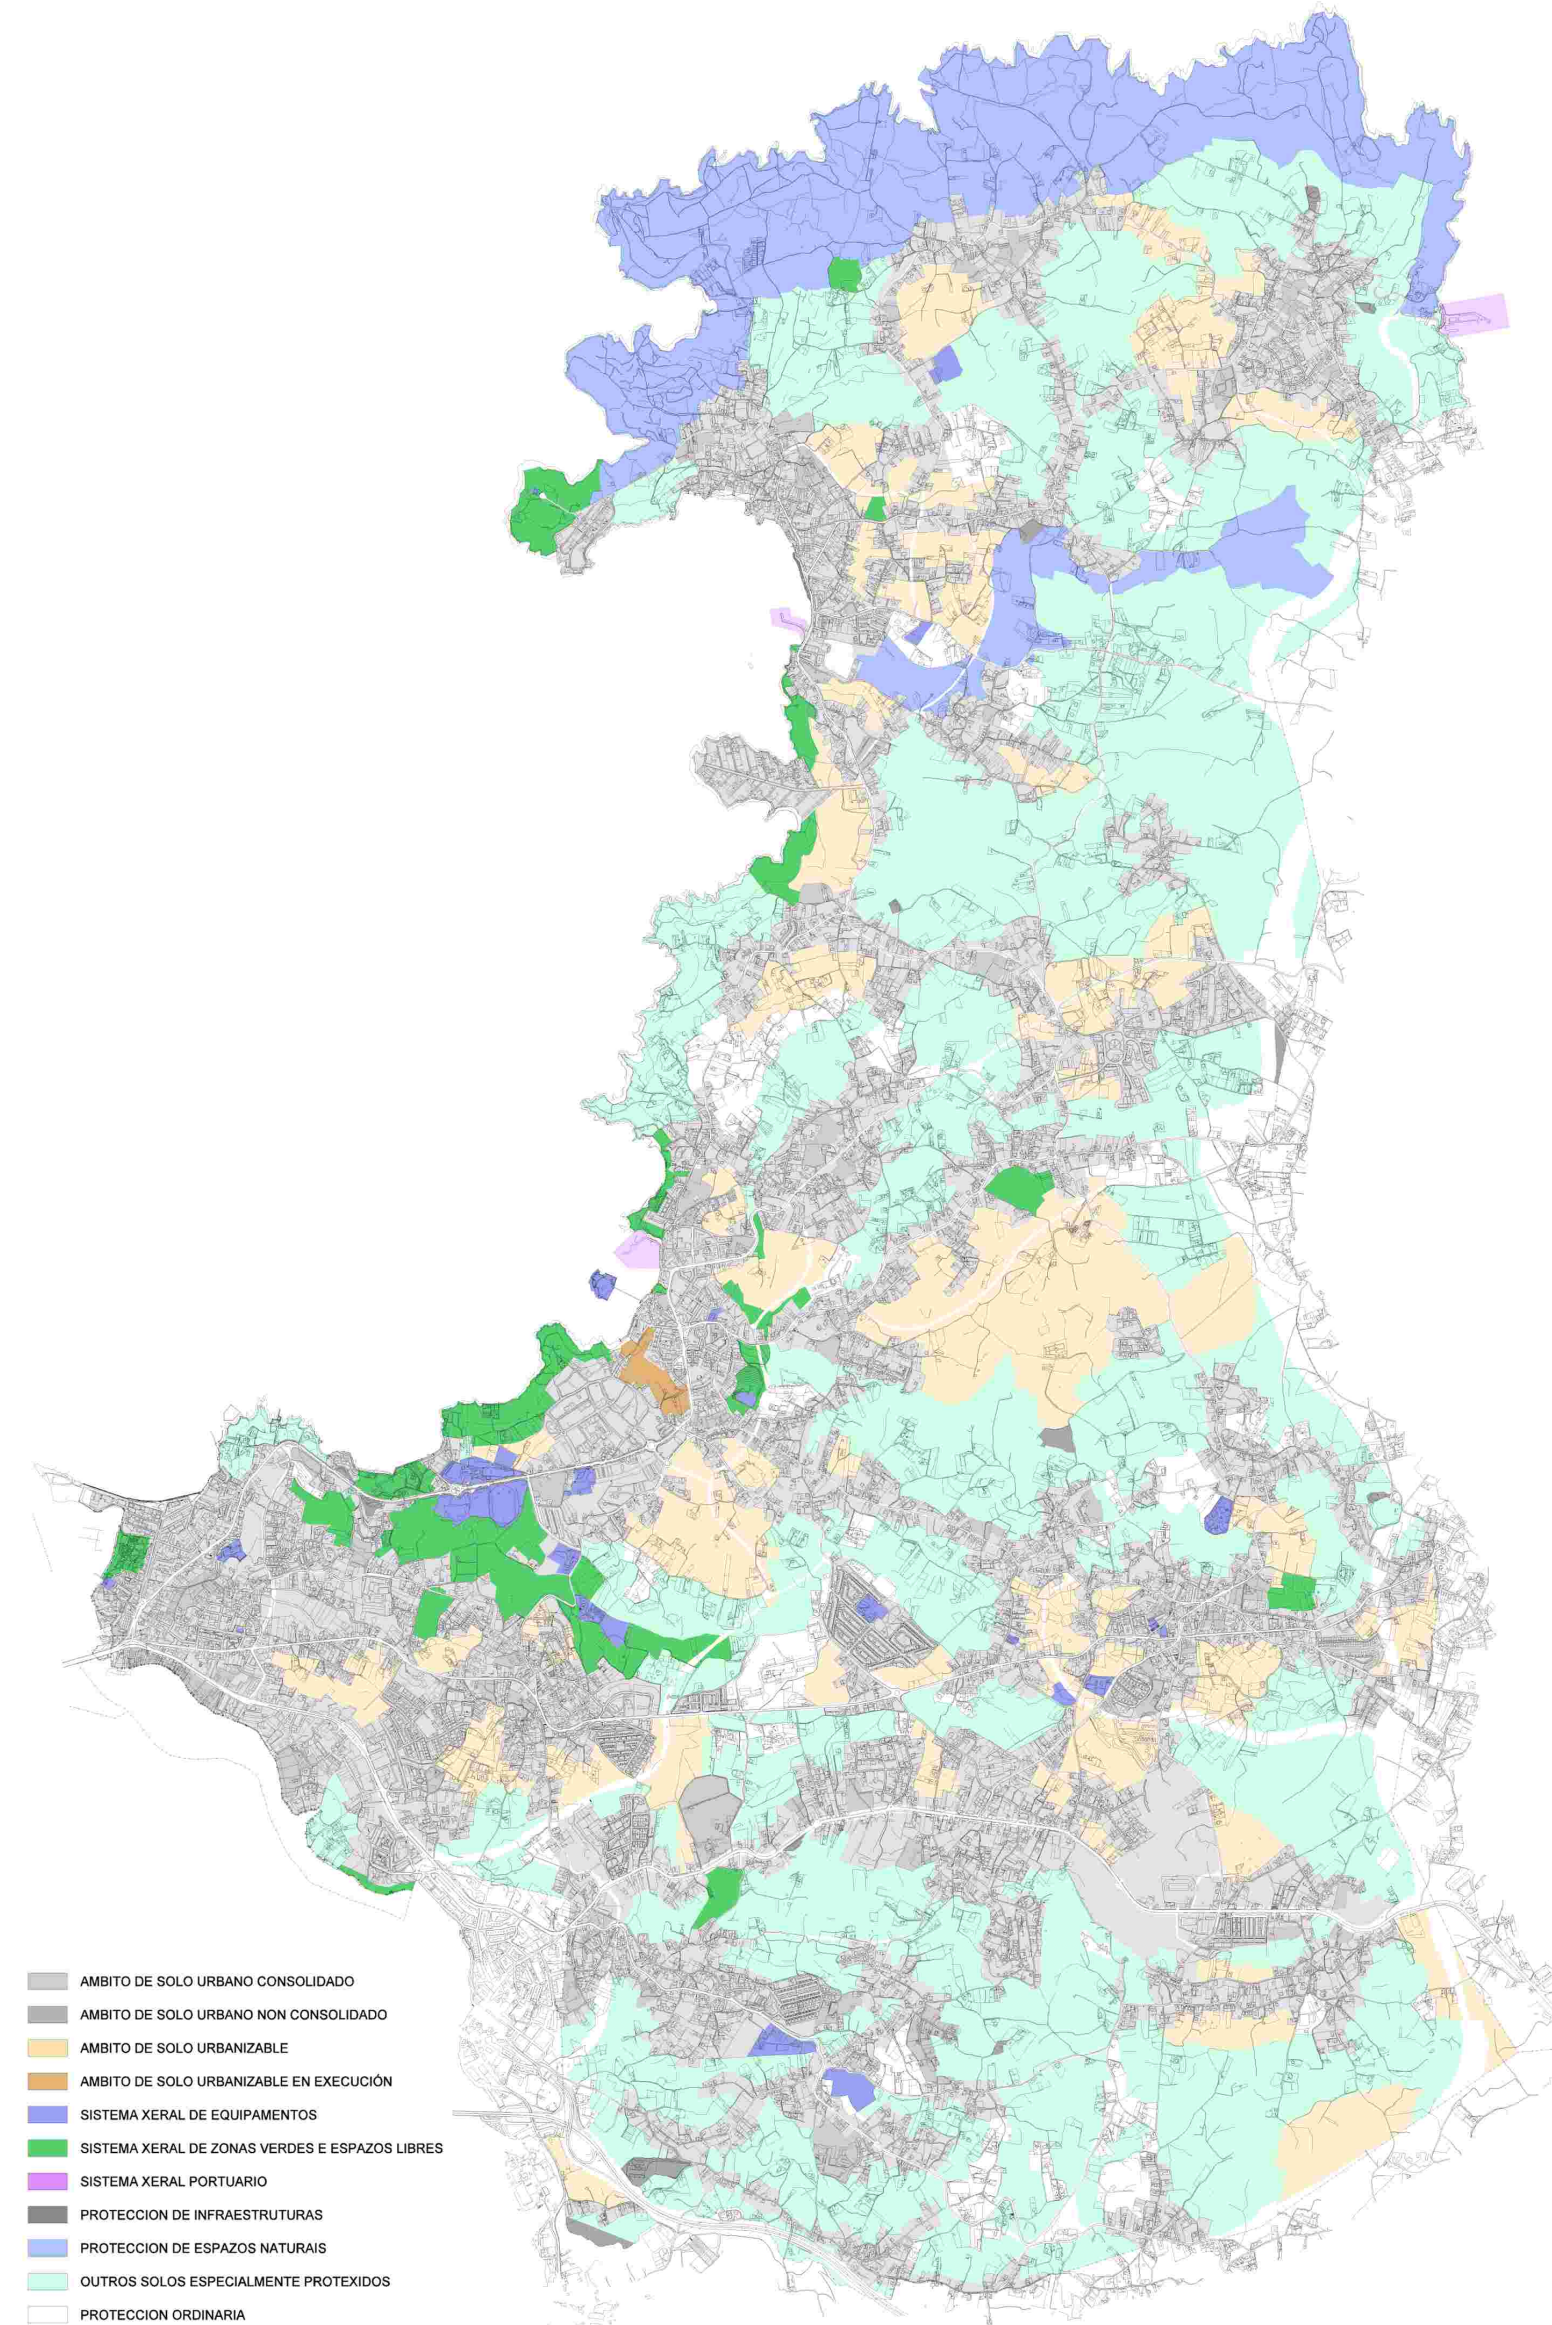 AMBITO DE SOLO URBANO CONSOLIDADO
AMBITO DE SOLO URBANO NON CONSOLIDADO
AMBITO DE SOLO URBANIZABLE
AMBITO DE SOLO URBANIZABLE EN EXECUCIÓN
SISTEMA XERAL DE EQUIPAMENTOS
SISTEMA XERAL DE ZONAS VERDES E ESPAZOS LIBRES
SISTEMA XERAL PORTUARIO
PROTECCION DE INFRAESTRUTURAS
PROTECCION DE ESPAZOS NATURAIS
OUTROS SOLOS ESPECIALMENTE PROTEXIDOS
PROTECCION ORDINARIA